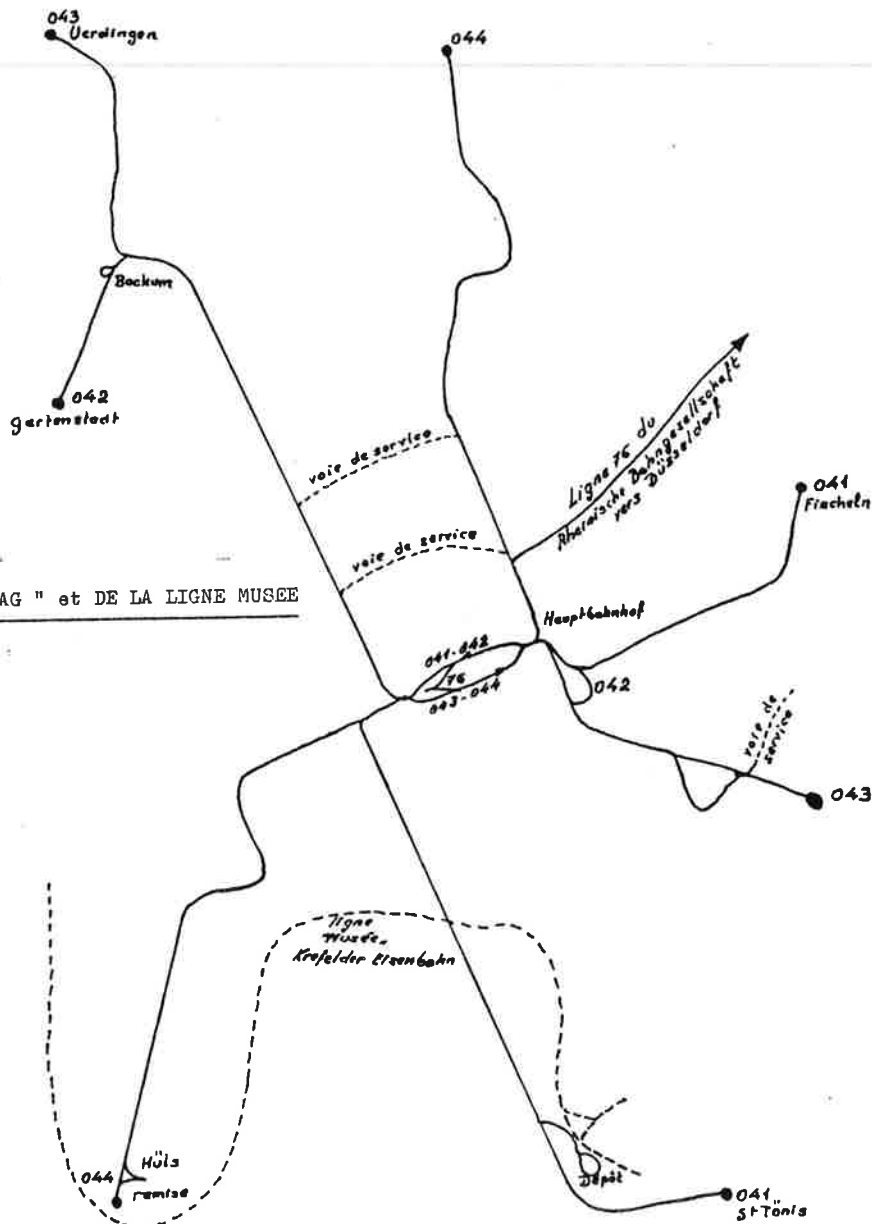 043
Uerdingen
044
Bockum
042
gartenstadt
voie de service
Ligne 76 du
Rheinische Bahngesellschaft
vers Düsseldorf
041
Fischeln
voie de service
AG " et DE LA LIGNE MUSEE
Hauptbahnhof
041-042
76
043-044
042
voie de
service
043
ligne
Musée.
Krefelder Eisenbahn
044
Hüls
remise
Dépôt
041
St Tönis